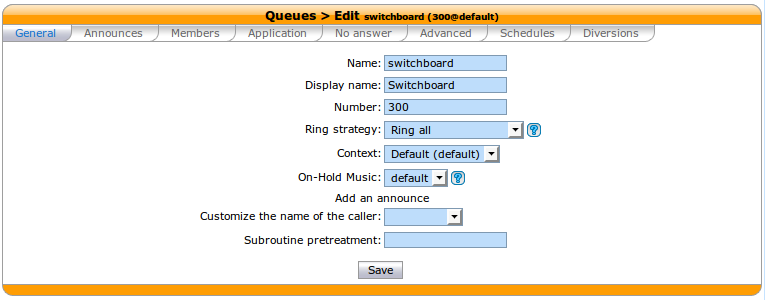 Queues > Edit switchboard (300@default)
General Announces Members Application No answer Advanced Schedules Diversions
Name: switchboard
Display name: Switchboard
Number: 300
Ring strategy: Ring all ?
Context: Default (default)
On-Hold Music: default ?
Add an announce
Customize the name of the caller:
Subroutine pretreatment:
Save